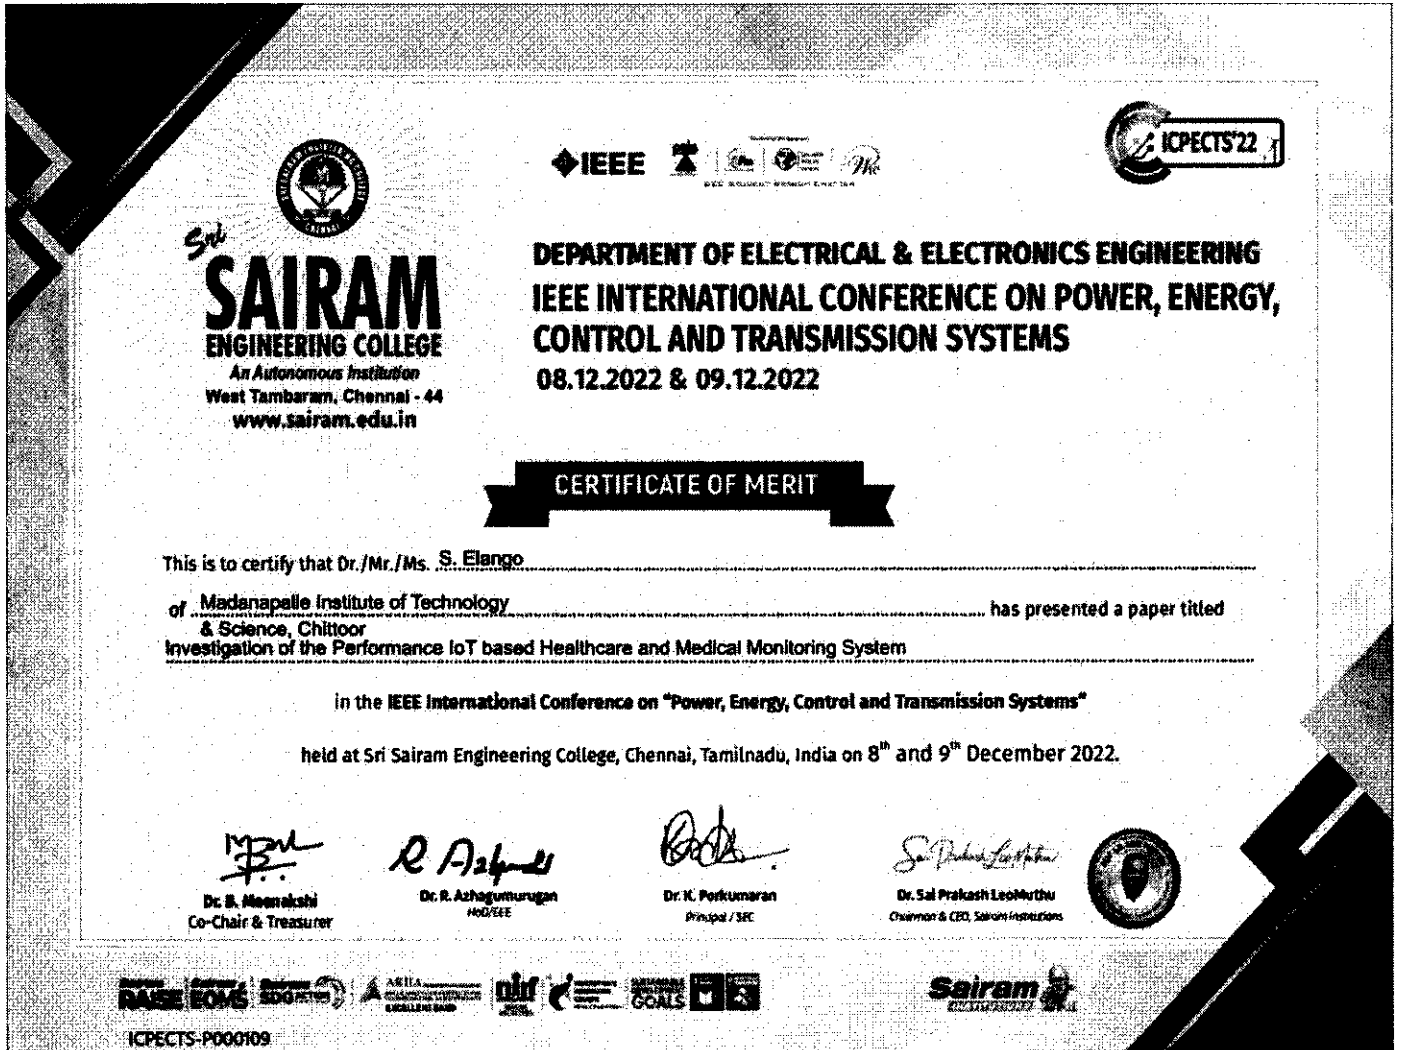 IEEE
ICPECTS'22
Sri
SAIRAM
ENGINEERING COLLEGE
An Autonomous Institution
West Tambaram, Chennai - 44
www.sairam.edu.in
DEPARTMENT OF ELECTRICAL & ELECTRONICS ENGINEERING
IEEE INTERNATIONAL CONFERENCE ON POWER, ENERGY,
CONTROL AND TRANSMISSION SYSTEMS
08.12.2022 & 09.12.2022
CERTIFICATE OF MERIT
This is to certify that Dr./Mr./Ms. S. Elango
of Madanapalle Institute of Technology has presented a paper titled
& Science, Chittoor
Investigation of the Performance IoT based Healthcare and Medical Monitoring System
in the IEEE International Conference on "Power, Energy, Control and Transmission Systems"
held at Sri Sairam Engineering College, Chennai, Tamilnadu, India on 8th and 9th December 2022.
Dr. B. Meenakshi
Co-Chair & Treasurer
Dr. R. Azhagumurugan
HoD/EEE
Dr. K. Porkumaran
Principal / SEC
Dr. Sai Prakash LeoMuthu
Chairman & CEO, Sairam Institutions
RAISE EOMS SDG
GOALS
Sairam
ICPECTS-P000109